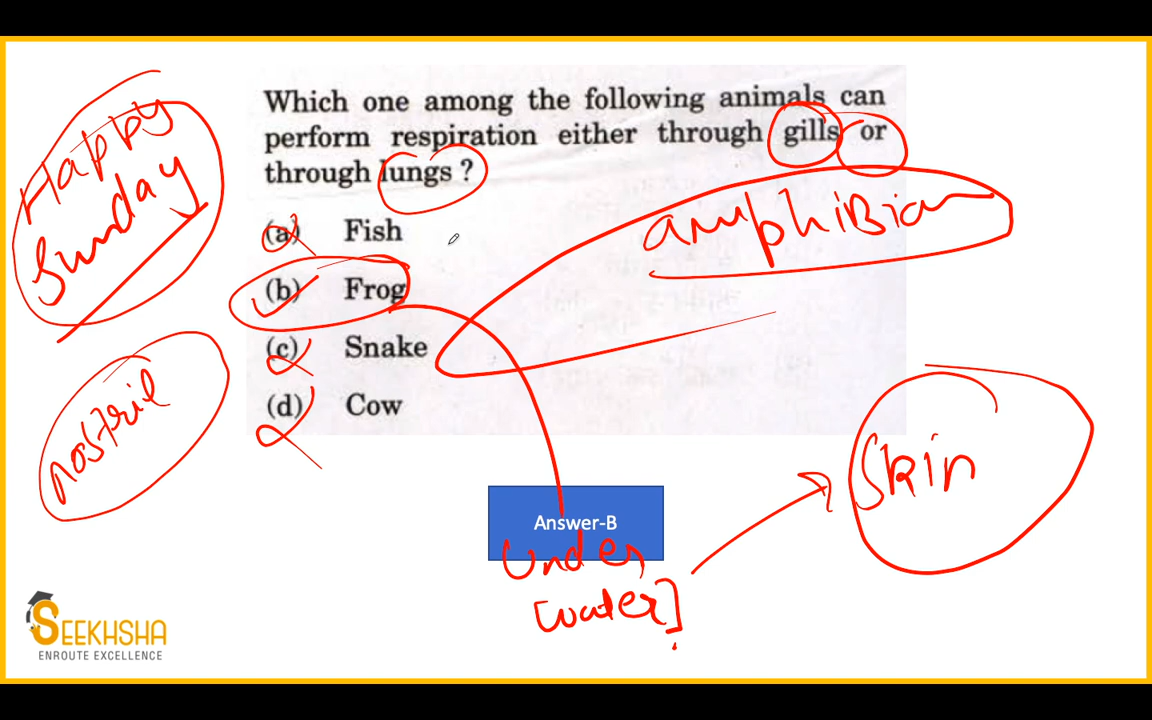 Happy
Sunday
Which one among the following animals can
perform respiration either through gills or
through lungs ?
(a) Fish
(b) Frog
(c) Snake
(d) Cow
amphiBian
nostril
Skin
Answer-B
Under
[water]
SEEKHSHA
ENROUTE EXCELLENCE